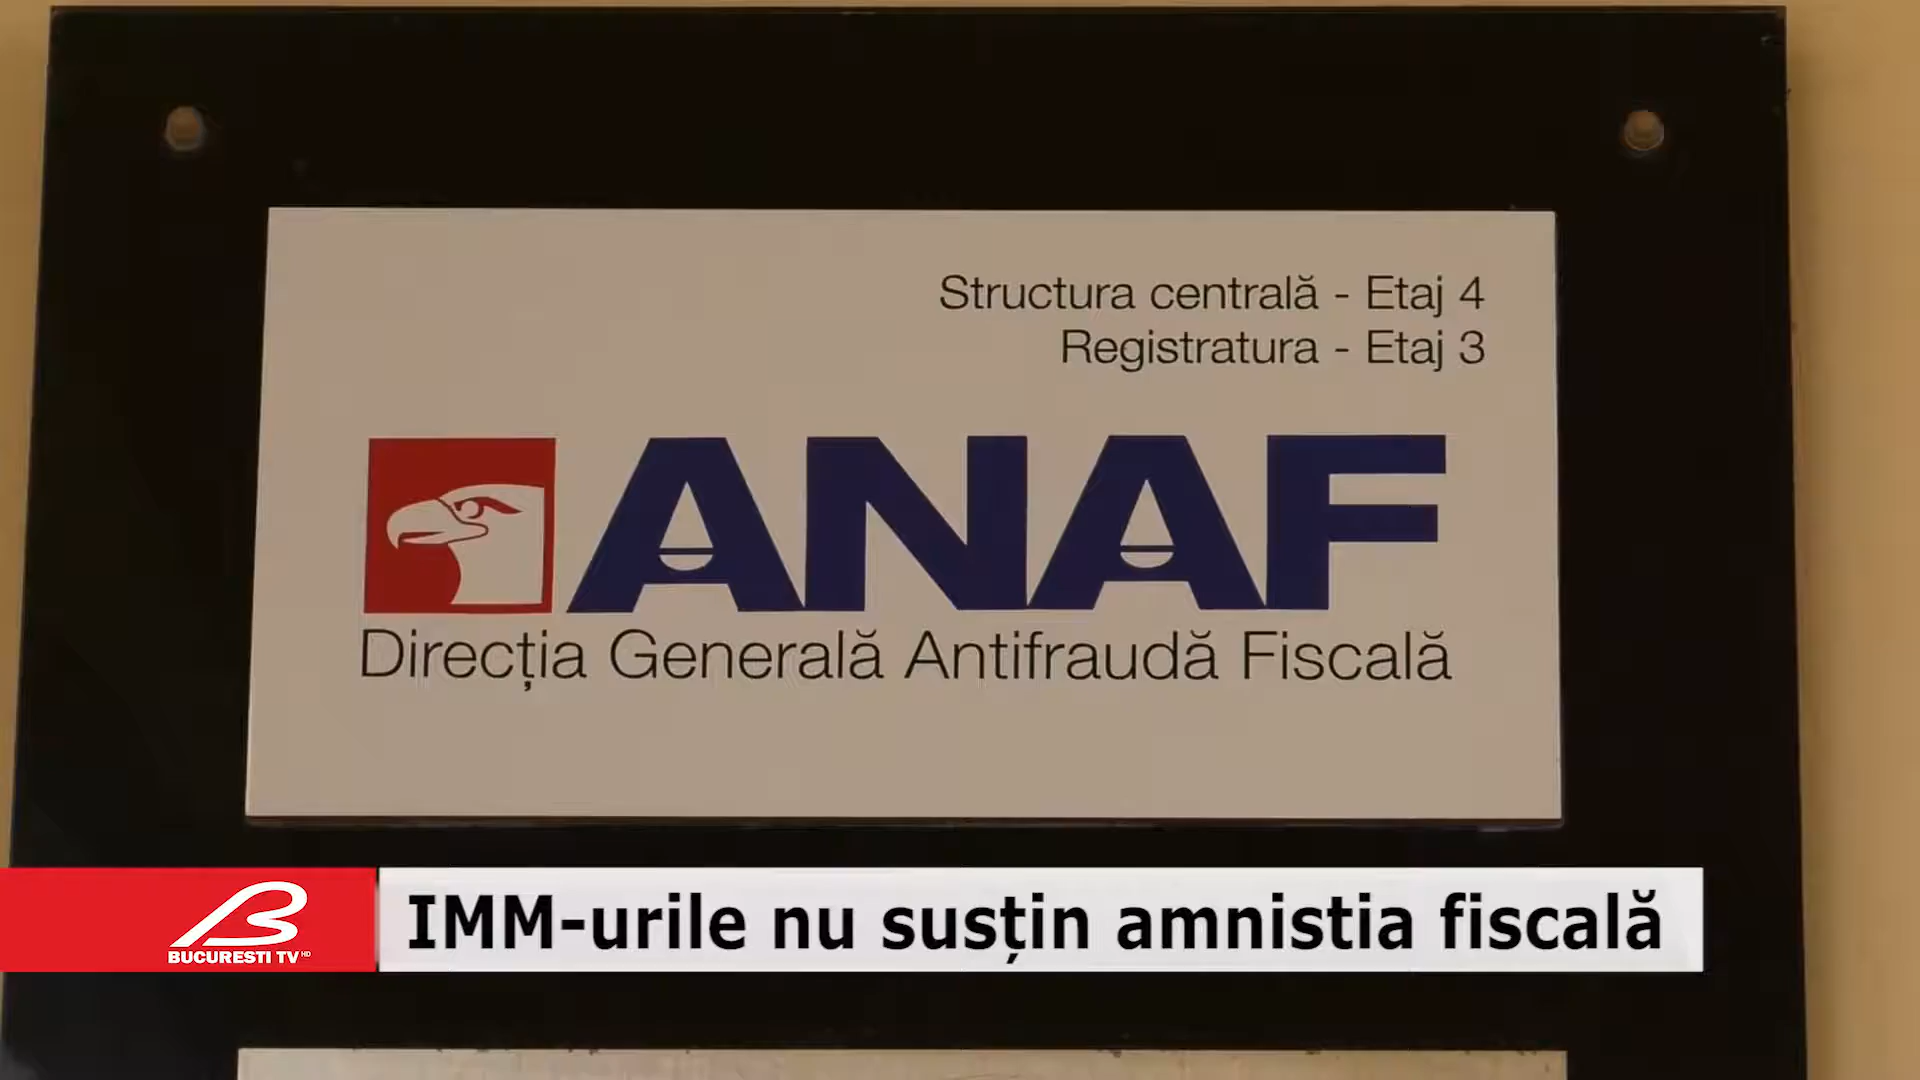 Structura centrală - Etaj 4
Registratura - Etaj 3
ANAF
Direcția Generală Antifraudă Fiscală
IMM-urile nu susțin amnistia fiscală
BUCURESTI TV HD